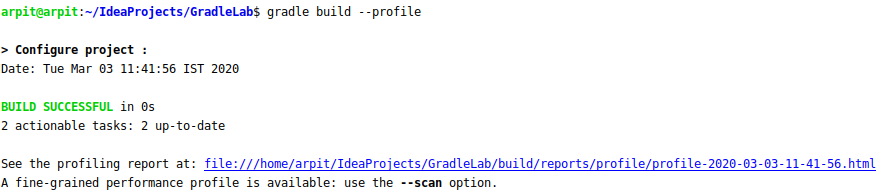 arpit@arpit:~/IdeaProjects/GradleLab$ gradle build --profile
> Configure project :
Date: Tue Mar 03 11:41:56 IST 2020
BUILD SUCCESSFUL in 0s
2 actionable tasks: 2 up-to-date
See the profiling report at: file:///home/arpit/IdeaProjects/GradleLab/build/reports/profile/profile-2020-03-03-11-41-56.html
A fine-grained performance profile is available: use the --scan option.